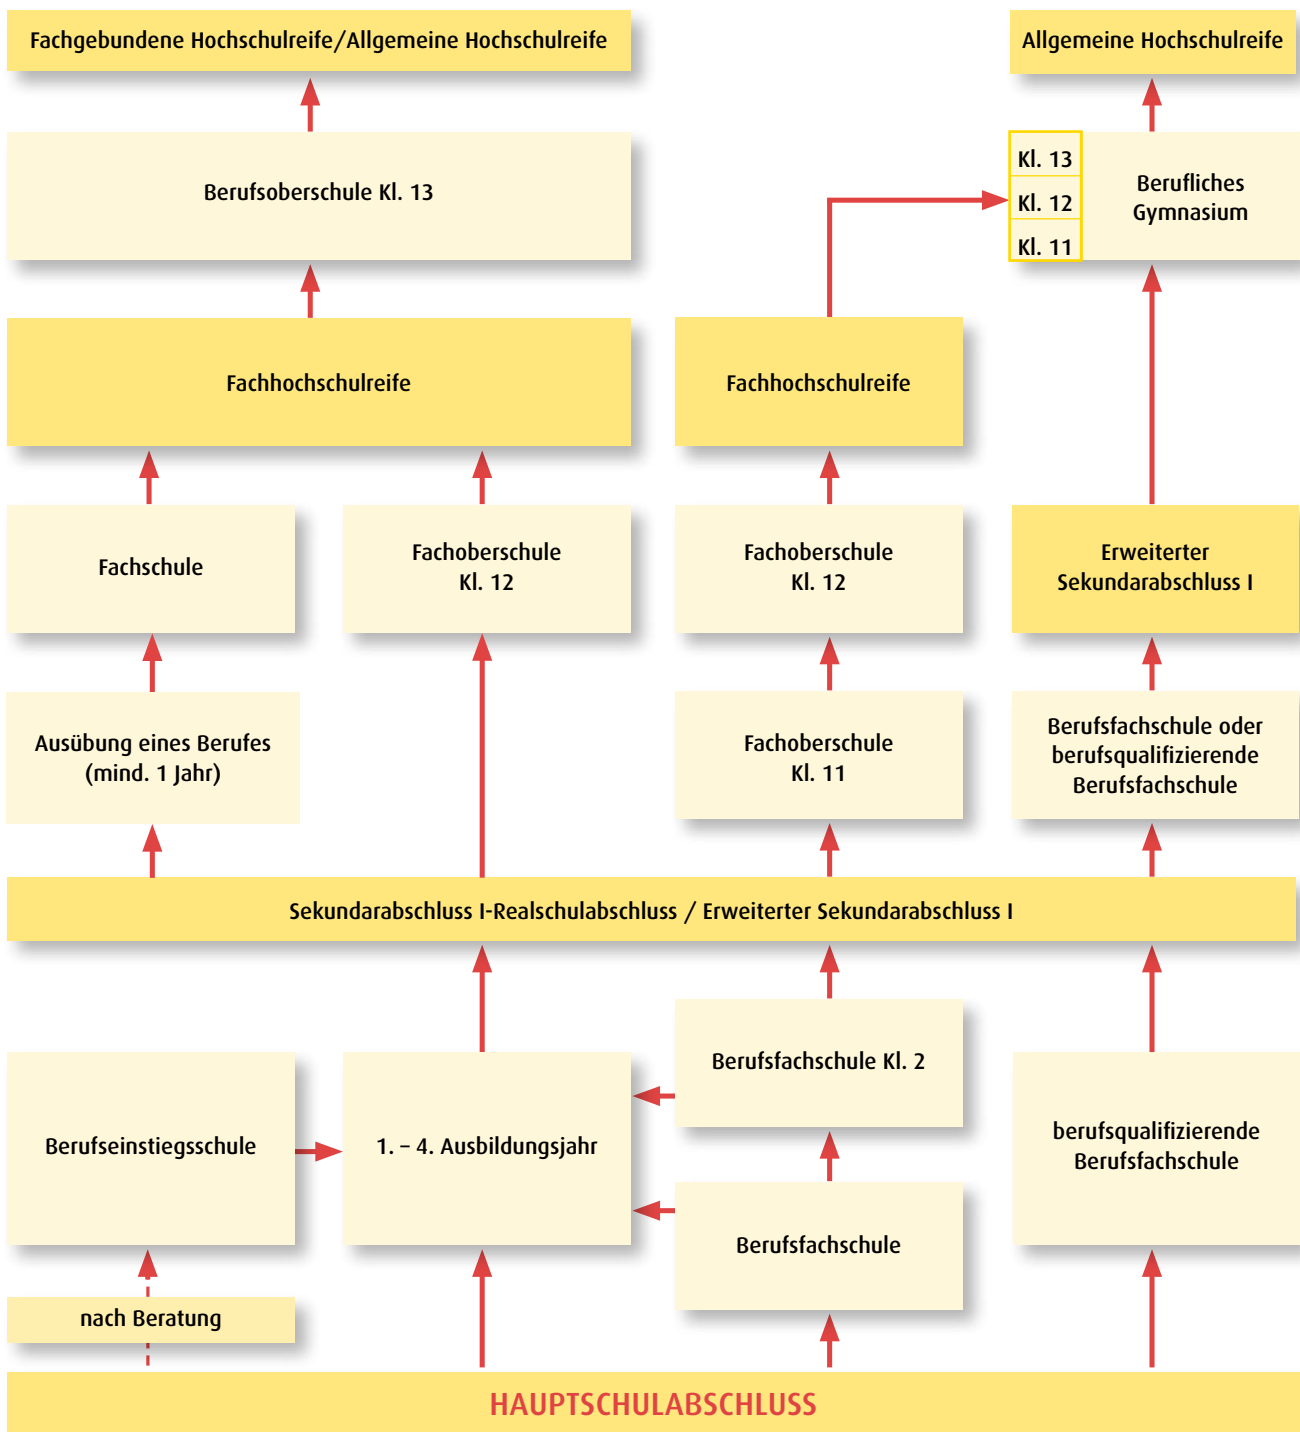 Fachgebundene Hochschulreife/Allgemeine Hochschulreife
Allgemeine Hochschulreife
Berufsoberschule Kl. 13
Kl. 13
Kl. 12
Kl. 11
Berufliches
Gymnasium
Fachhochschulreife
Fachhochschulreife
Fachschule
Fachoberschule
Kl. 12
Fachoberschule
Kl. 12
Erweiterter
Sekundarabschluss I
Ausübung eines Berufes
(mind. 1 Jahr)
Fachoberschule
Kl. 11
Berufsfachschule oder
berufsqualifizierende
Berufsfachschule
Sekundarabschluss I-Realschulabschluss / Erweiterter Sekundarabschluss I
Berufseinstiegsschule
1. – 4. Ausbildungsjahr
Berufsfachschule Kl. 2
Berufsfachschule
berufsqualifizierende
Berufsfachschule
nach Beratung
HAUPTSCHULABSCHLUSS